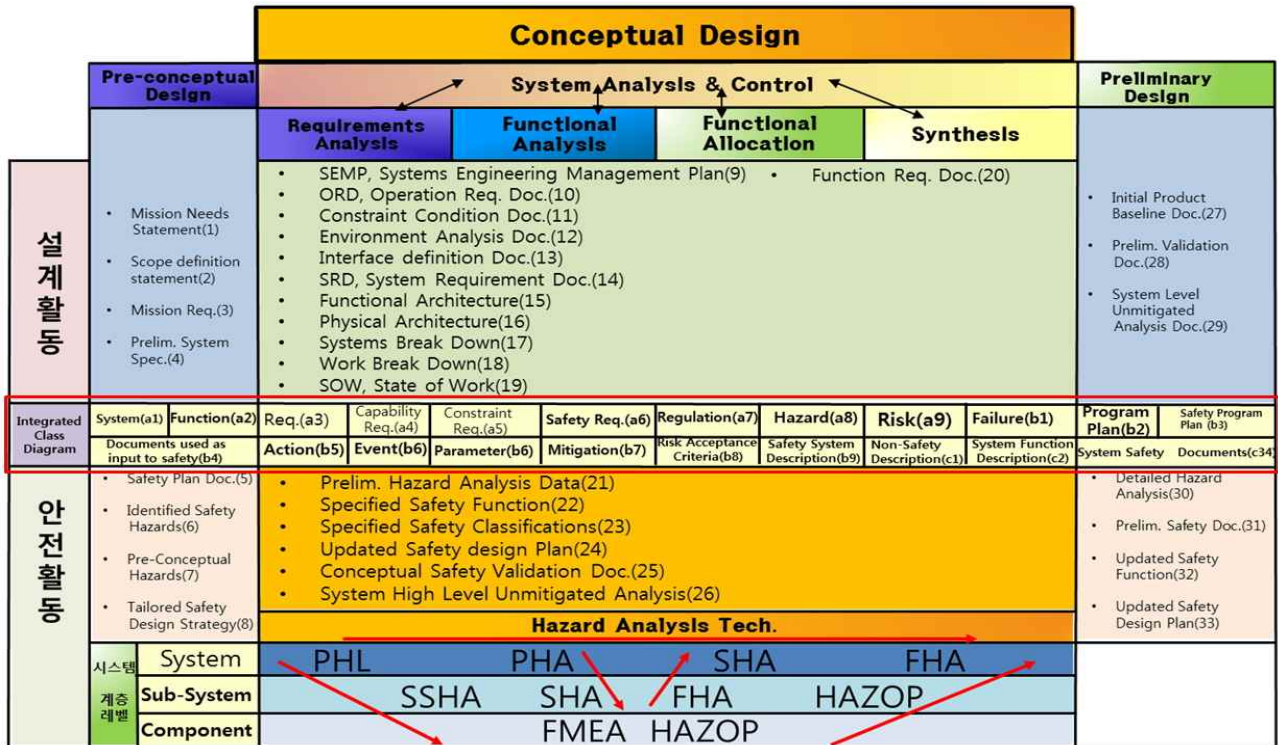 Conceptual Design
Pre-conceptual
Design
System Analysis & Control
Preliminary
Design
Requirements
Analysis
Functional
Analysis
Functional
Allocation
Synthesis
설계활동
• Mission Needs
Statement(1)
• Scope definition
statement(2)
• Mission Req.(3)
• Prelim. System
Spec.(4)
• SEMP, Systems Engineering Management Plan(9)
• ORD, Operation Req. Doc.(10)
• Constraint Condition Doc.(11)
• Environment Analysis Doc.(12)
• Interface definition Doc.(13)
• SRD, System Requirement Doc.(14)
• Functional Architecture(15)
• Physical Architecture(16)
• Systems Break Down(17)
• Work Break Down(18)
• SOW, State of Work(19)
• Function Req. Doc.(20)
• Initial Product
Baseline Doc.(27)
• Prelim. Validation
Doc.(28)
• System Level
Unmitigated
Analysis Doc.(29)
Integrated
Class
Diagram
System(a1)
Function(a2)
Req.(a3)
Capability
Req.(a4)
Constraint
Req.(a5)
Safety Req.(a6)
Regulation(a7)
Hazard(a8)
Risk(a9)
Failure(b1)
Program
Plan(b2)
Safety Program
Plan (b3)
Documents used as
input to safety(b4)
Action(b5)
Event(b6)
Parameter(b6)
Mitigation(b7)
Risk Acceptance
Criteria(b8)
Safety System
Description(b9)
Non-Safety
Description(c1)
System Function
Description(c2)
System Safety Documents(c34)
안전활동
• Safety Plan Doc.(5)
• Identified Safety
Hazards(6)
• Pre-Conceptual
Hazards(7)
• Tailored Safety
Design Strategy(8)
• Prelim. Hazard Analysis Data(21)
• Specified Safety Function(22)
• Specified Safety Classifications(23)
• Updated Safety design Plan(24)
• Conceptual Safety Validation Doc.(25)
• System High Level Unmitigated Analysis(26)
• Detailed Hazard
Analysis(30)
• Prelim. Safety Doc.(31)
• Updated Safety
Function(32)
• Updated Safety
Design Plan(33)
Hazard Analysis Tech.
시스템
계층
레벨
System
PHL PHA SHA FHA
Sub-System
SSHA SHA FHA HAZOP
Component
FMEA HAZOP